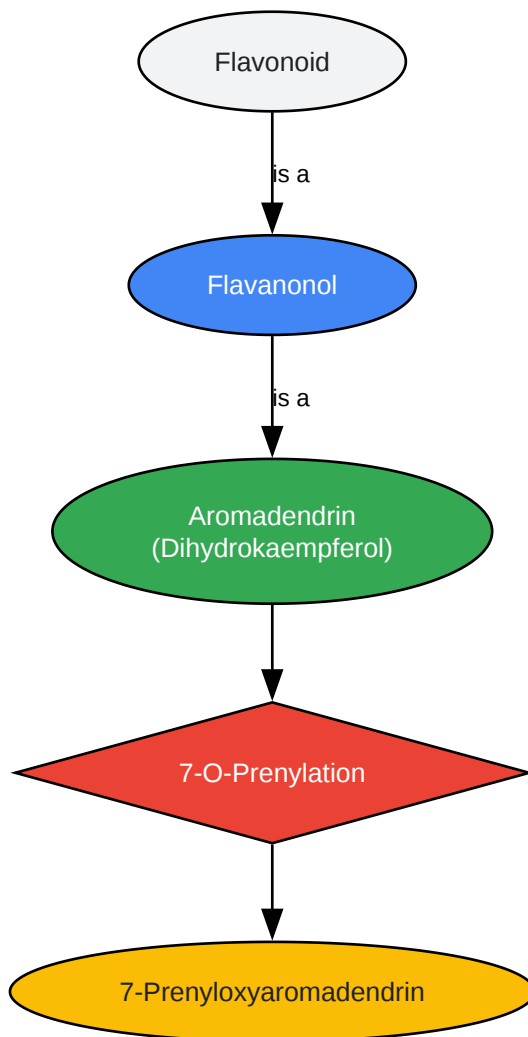 Flavonoid
is a
Flavanonol
is a
Aromadendrin
(Dihydrokaempferol)
7-O-Prenylation
7-Prenyloxyaromadendrin